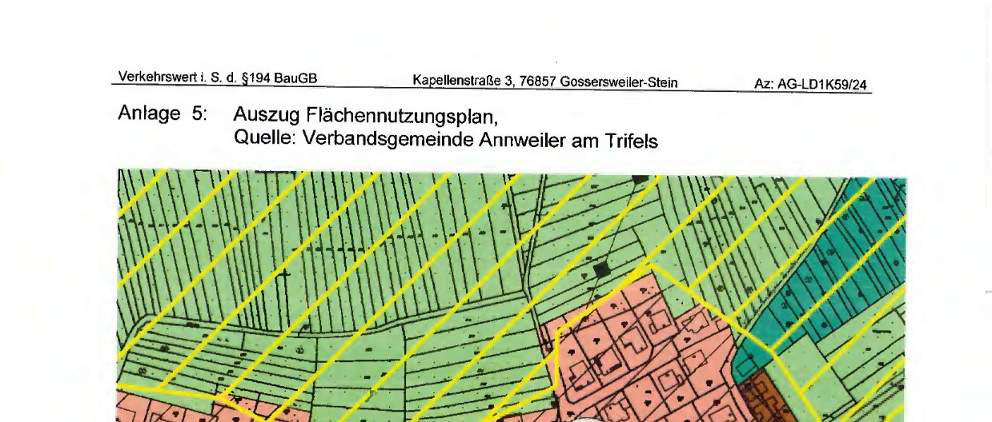 Verkehrswert i. S. d. §194 BauGB Kapellenstraße 3, 76857 Gossersweiler-Stein Az: AG-LD1K59/24
Anlage 5: Auszug Flächennutzungsplan,
Quelle: Verbandsgemeinde Annweiler am Trifels